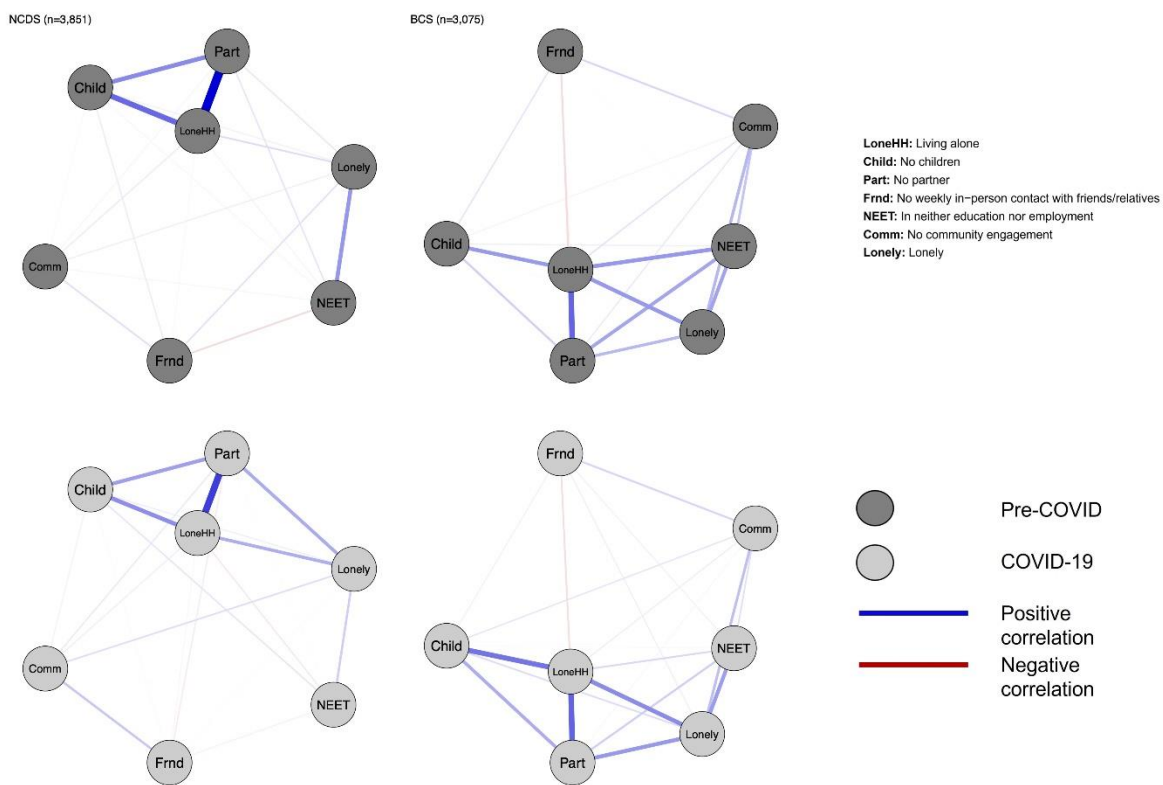 NCDS (n=3,851)
BCS (n=3,075)
Part
Child
LoneHH
Lonely
Comm
NEET
Frnd
Frnd
Comm
Child
LoneHH
NEET
Lonely
Part
LoneHH: Living alone
Child: No children
Part: No partner
Frnd: No weekly in−person contact with friends/relatives
NEET: In neither education nor employment
Comm: No community engagement
Lonely: Lonely
Part
Child
LoneHH
Lonely
Comm
NEET
Frnd
Frnd
Comm
Child
LoneHH
NEET
Lonely
Part
Pre-COVID
COVID-19
Positive
correlation
Negative
correlation